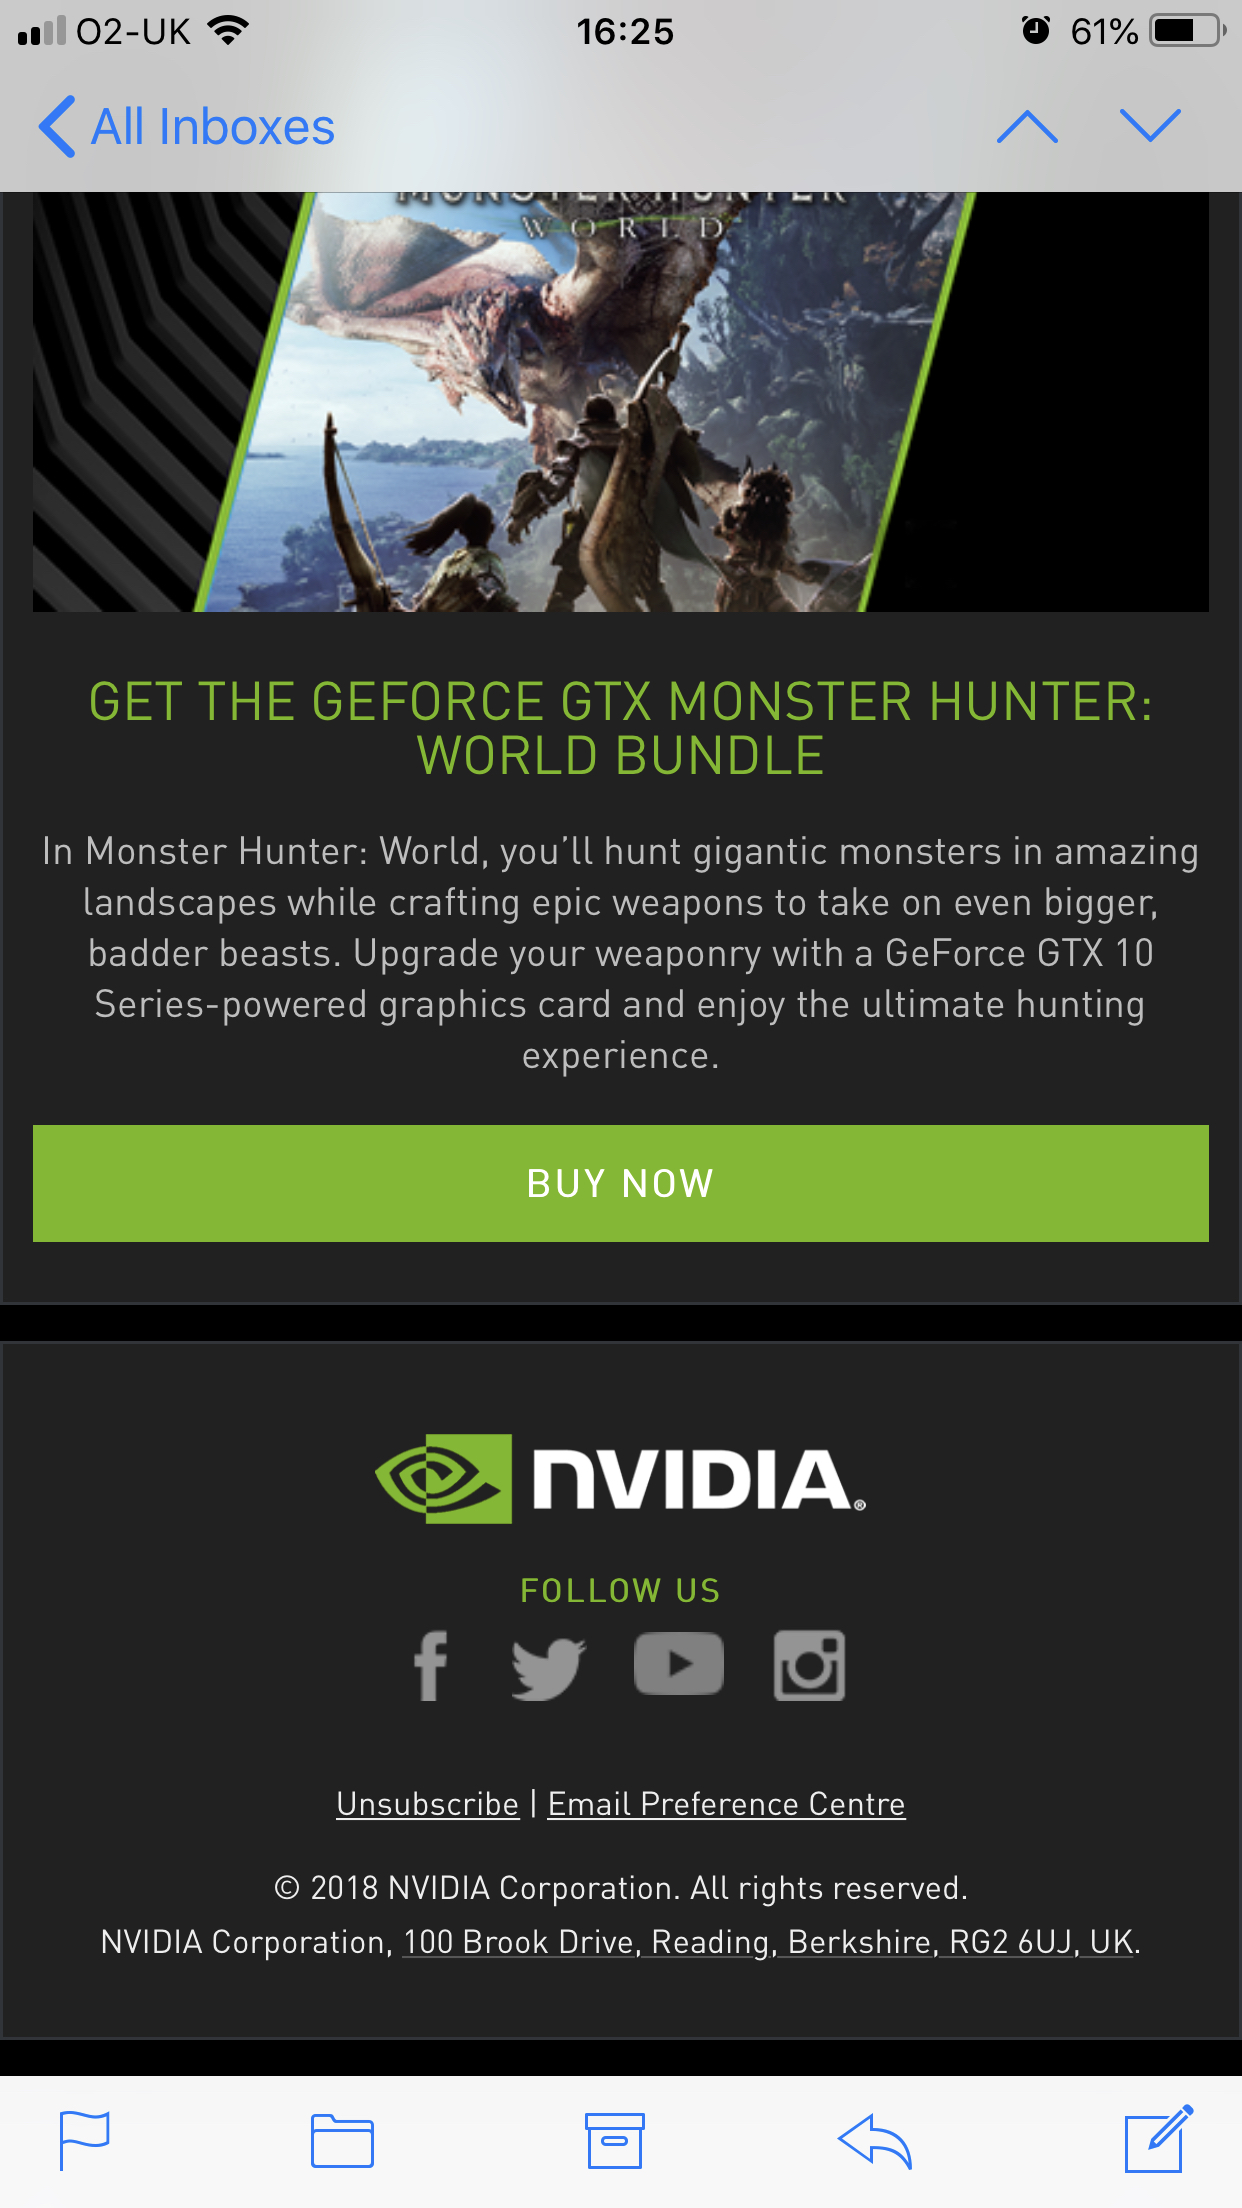 O2-UK
16:25
61%
All Inboxes
MONSTER HUNTER
WORLD
GET THE GEFORCE GTX MONSTER HUNTER:
WORLD BUNDLE
In Monster Hunter: World, you’ll hunt gigantic monsters in amazing
landscapes while crafting epic weapons to take on even bigger,
badder beasts. Upgrade your weaponry with a GeForce GTX 10
Series-powered graphics card and enjoy the ultimate hunting
experience.
BUY NOW
NVIDIA®
FOLLOW US
Unsubscribe | Email Preference Centre
© 2018 NVIDIA Corporation. All rights reserved.
NVIDIA Corporation, 100 Brook Drive, Reading, Berkshire, RG2 6UJ, UK.